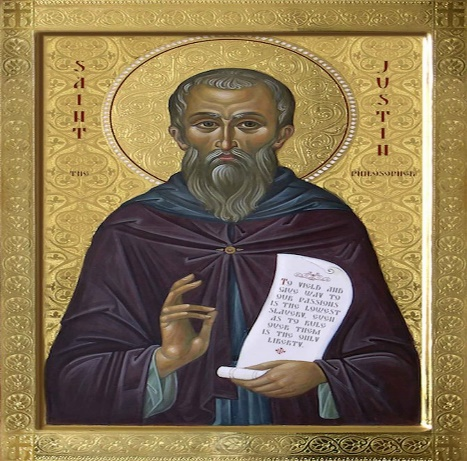 SAINT
JUSTIN
THE
PHILOSOPHER
TO YIELD AND
GIVE WAY TO
OUR PASSIONS
IS THE LOWEST
SLAVERY, EVEN
AS TO RULE
OVER THEM
IS THE ONLY
LIBERTY.